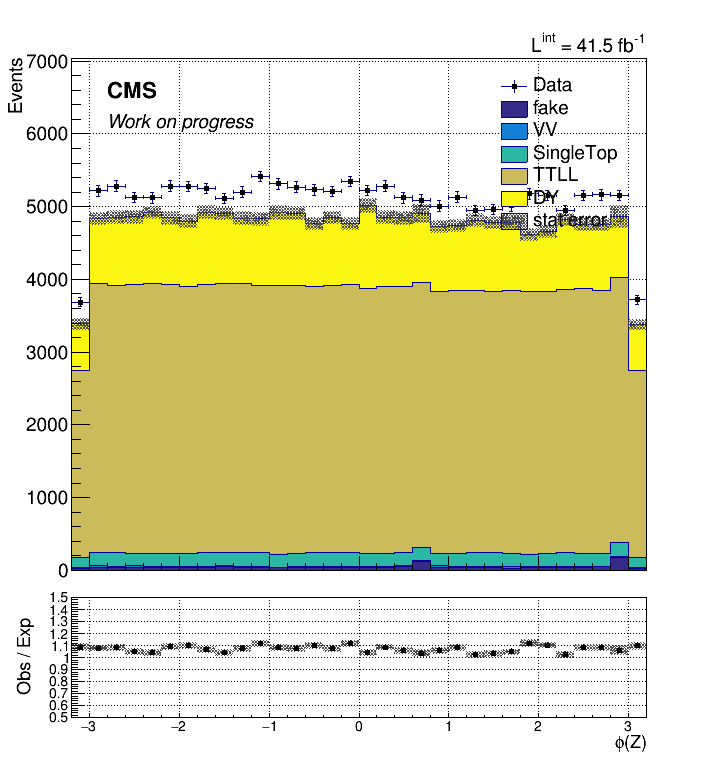 L^int = 41.5 fb^-1
Events
7000
6000
5000
4000
3000
2000
1000
0
CMS
Work on progress
Data
fake
VV
SingleTop
TTLL
DY
stat error
Obs / Exp
1.5
1.4
1.3
1.2
1.1
1
0.9
0.8
0.7
0.6
0.5
−3
−2
−1
0
1
2
3
ϕ(Z)